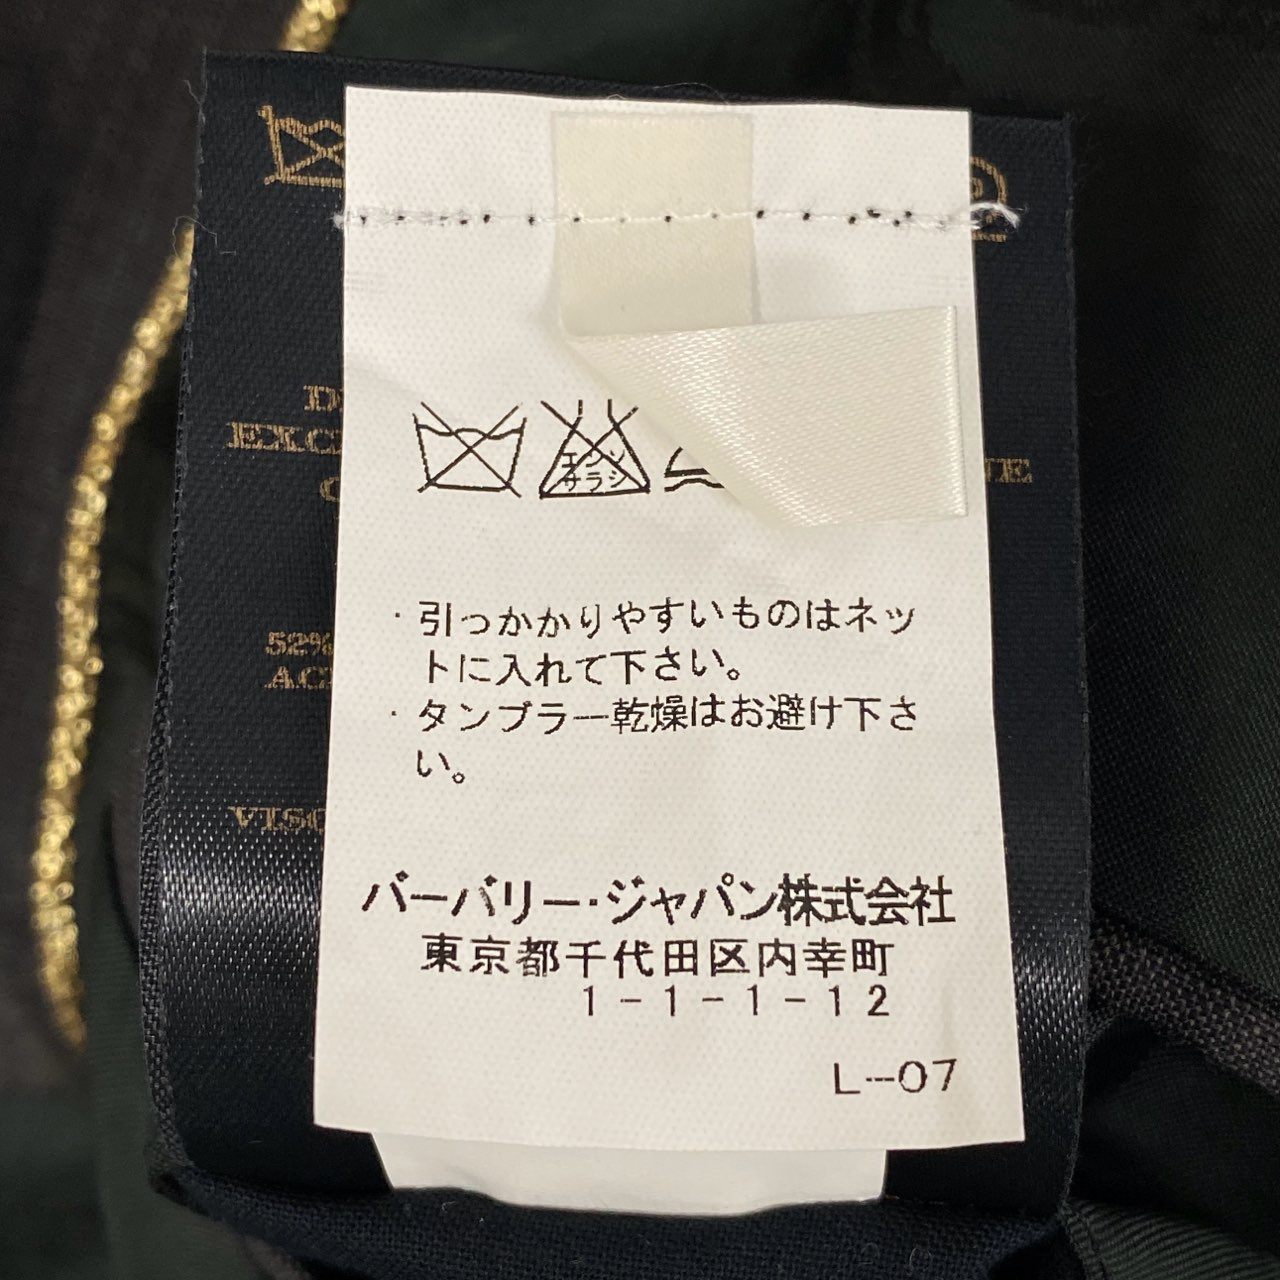 エンソ
サラシ
・引っかかりやすいものはネッ
トに入れて下さい。
・タンブラー乾燥はお避け下さ
い。
バーバリー・ジャパン株式会社
東京都千代田区内幸町
1-1-1-12
L--07
52%